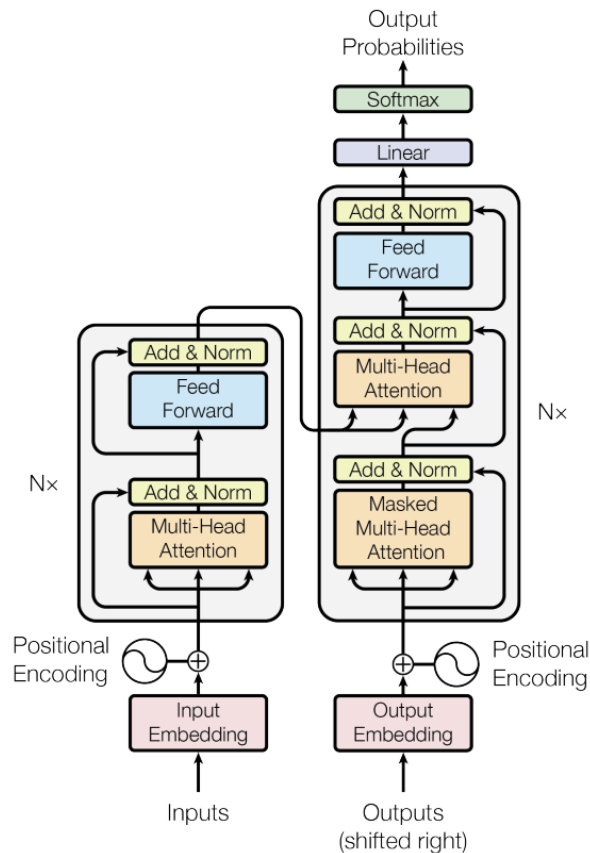 Output
Probabilities
Softmax
Linear
Add & Norm
Feed
Forward
Add & Norm
Multi-Head
Attention
Add & Norm
Masked
Multi-Head
Attention
N×
Add & Norm
Feed
Forward
Add & Norm
Multi-Head
Attention
N×
Positional
Encoding
Positional
Encoding
Input
Embedding
Output
Embedding
Inputs
Outputs
(shifted right)